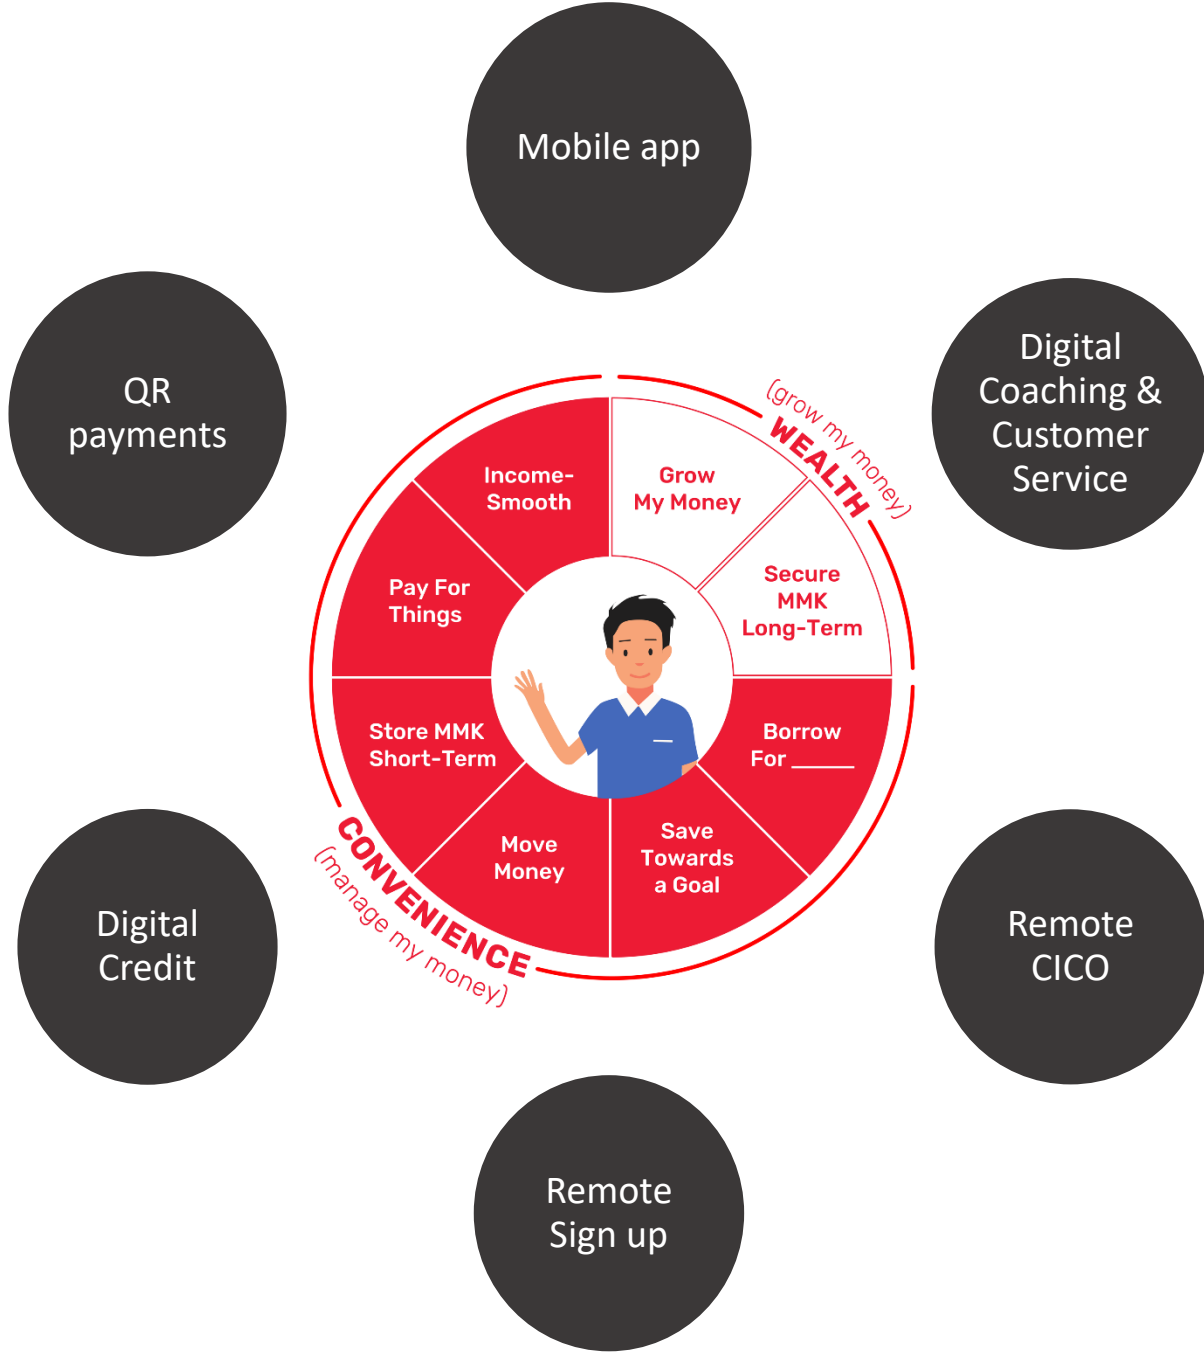 Mobile app
QR
payments
Digital
Coaching &
Customer
Service
(grow my money)
WEALTH
Income-
Smooth
Grow
My Money
Pay For
Things
Secure
MMK
Long-Term
Store MMK
Short-Term
Borrow
For ______
Move
Money
Save
Towards
a Goal
CONVENIENCE
(manage my money)
Digital
Credit
Remote
CICO
Remote
Sign up